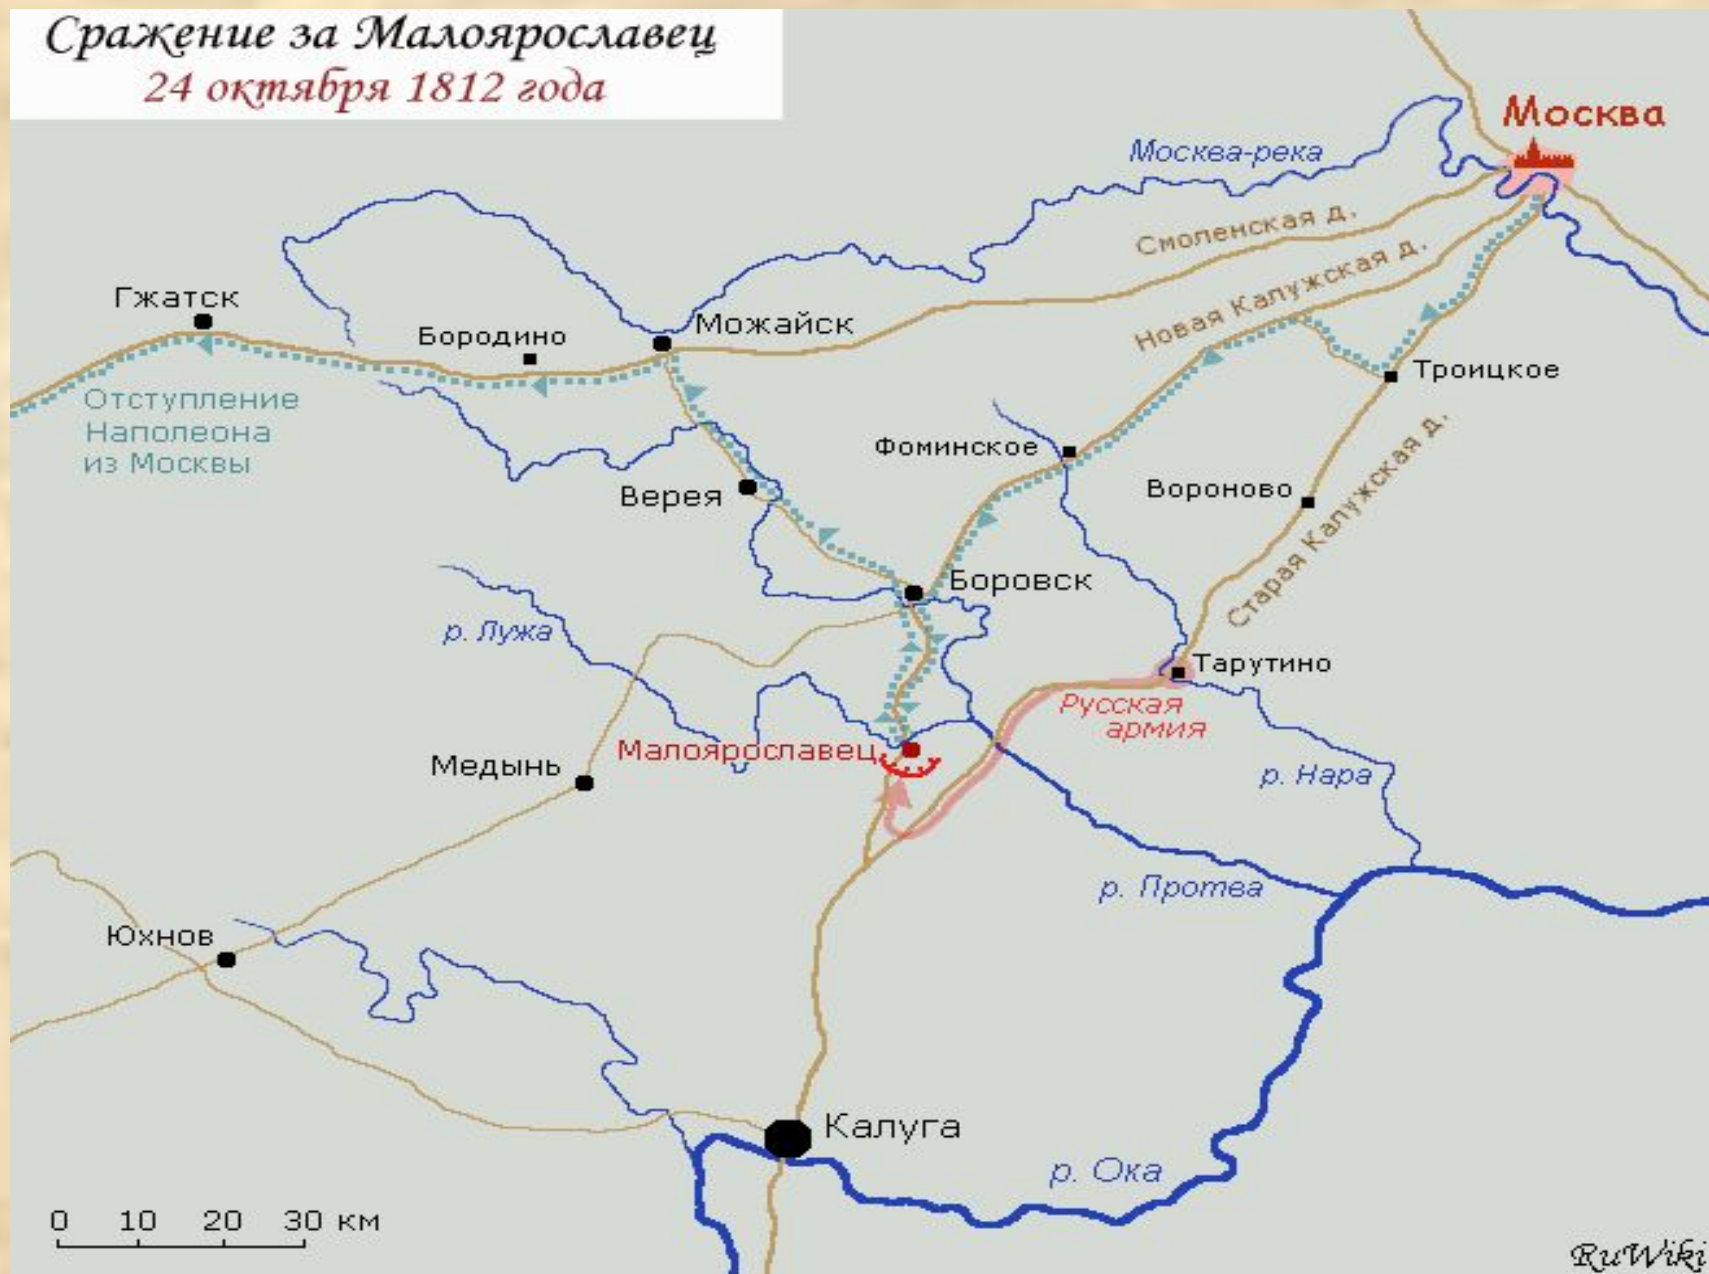 Сражение за Малоярославец
24 октября 1812 года
Москва
Москва-река
Смоленская д.
Новая Калужская д.
Гжатск
Бородино
Можайск
Троицкое
Отступление
Наполеона
из Москвы
Фоминское
Старая Калужская д.
Верея
Вороново
Боровск
р. Лужа
Тарутино
Русская
армия
Малоярославец
Медынь
р. Нара
р. Протва
Юхнов
Калуга
р. Ока
0 10 20 30 км
RuWiki